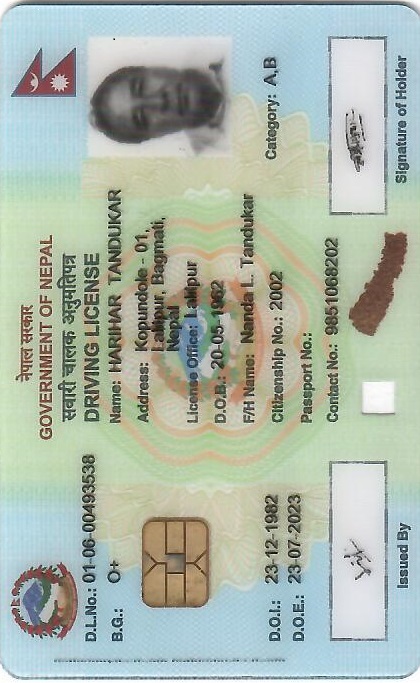 नेपाल सरकार
GOVERNMENT OF NEPAL
सवारी चालक अनुमतिपत्र
DRIVING LICENSE
D.L.No.: 01-06-00493538
B.G.: O+
Name: HARIHAR TANDUKAR
Address: Kopundole - 01,
Lalitpur, Bagmati,
Nepal
License Office: Lalitpur
D.O.B.: 20-05-1962
F/H Name: Nanda L. Tandukar
Citizenship No.: 2002
Passport No.:
Contact No.: 9851068202
Category: A,B
D.O.I.: 23-12-1982
D.O.E.: 23-07-2023
Issued By
Signature of Holder